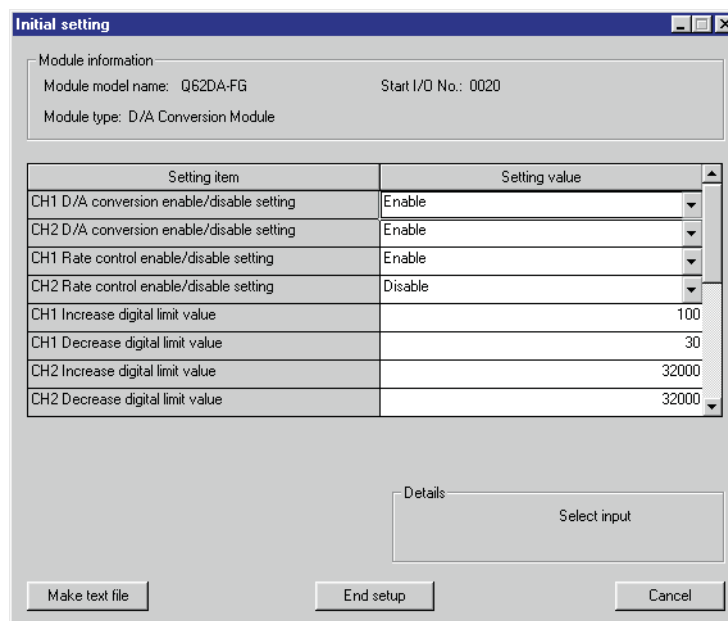 Initial setting
Module information
Module model name: Q62DA-FG Start I/O No.: 0020
Module type: D/A Conversion Module
Setting item Setting value
CH1 D/A conversion enable/disable setting Enable
CH2 D/A conversion enable/disable setting Enable
CH1 Rate control enable/disable setting Enable
CH2 Rate control enable/disable setting Disable
CH1 Increase digital limit value 100
CH1 Decrease digital limit value 30
CH2 Increase digital limit value 32000
CH2 Decrease digital limit value 32000
Details
Select input
Make text file End setup Cancel